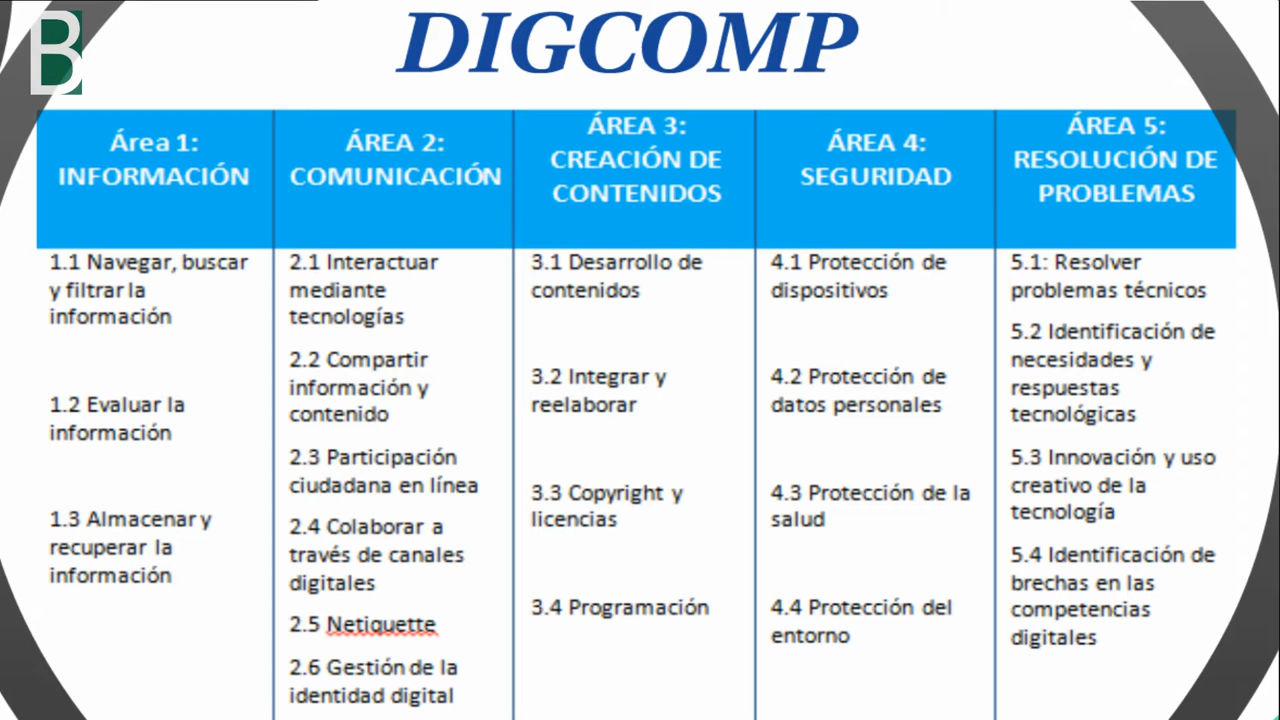 B
DIGCOMP
Área 1:
INFORMACIÓN
ÁREA 2:
COMUNICACIÓN
ÁREA 3:
CREACIÓN DE
CONTENIDOS
ÁREA 4:
SEGURIDAD
ÁREA 5:
RESOLUCIÓN DE
PROBLEMAS
1.1 Navegar, buscar
y filtrar la
información
1.2 Evaluar la
información
1.3 Almacenar y
recuperar la
información
2.1 Interactuar
mediante
tecnologías
2.2 Compartir
información y
contenido
2.3 Participación
ciudadana en línea
2.4 Colaborar a
través de canales
digitales
2.5 Netiquette
2.6 Gestión de la
identidad digital
3.1 Desarrollo de
contenidos
3.2 Integrar y
reelaborar
3.3 Copyright y
licencias
3.4 Programación
4.1 Protección de
dispositivos
4.2 Protección de
datos personales
4.3 Protección de la
salud
4.4 Protección del
entorno
5.1: Resolver
problemas técnicos
5.2 Identificación de
necesidades y
respuestas
tecnológicas
5.3 Innovación y uso
creativo de la
tecnología
5.4 Identificación de
brechas en las
competencias
digitales